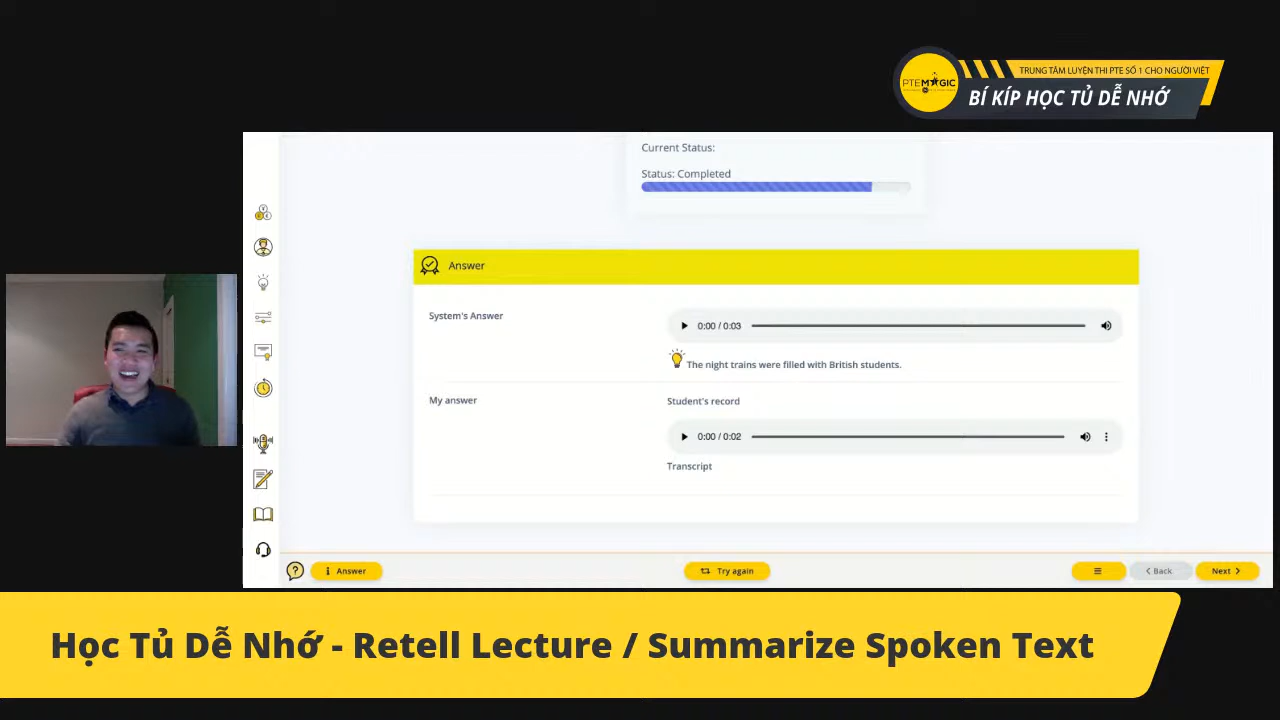 TRUNG TÂM LUYỆN THI PTE SỐ 1 CHO NGƯỜI VIỆT
PTEMAGIC
BÍ KÍP HỌC TỦ DỄ NHỚ
Current Status:
Status: Completed
Answer
System's Answer
0:00 / 0:03
The night trains were filled with British students.
My answer
Student's record
0:00 / 0:02
Transcript
Answer
Try again
Back
Next
Học Tủ Dễ Nhớ - Retell Lecture / Summarize Spoken Text